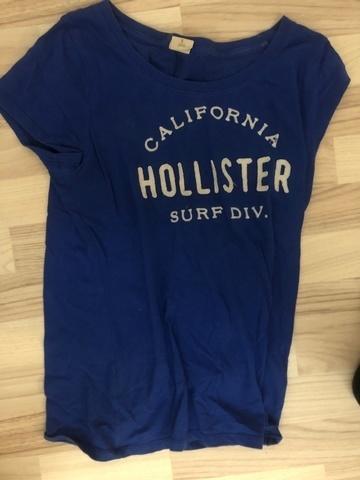 CALIFORNIA
HOLLISTER
SURF DIV.